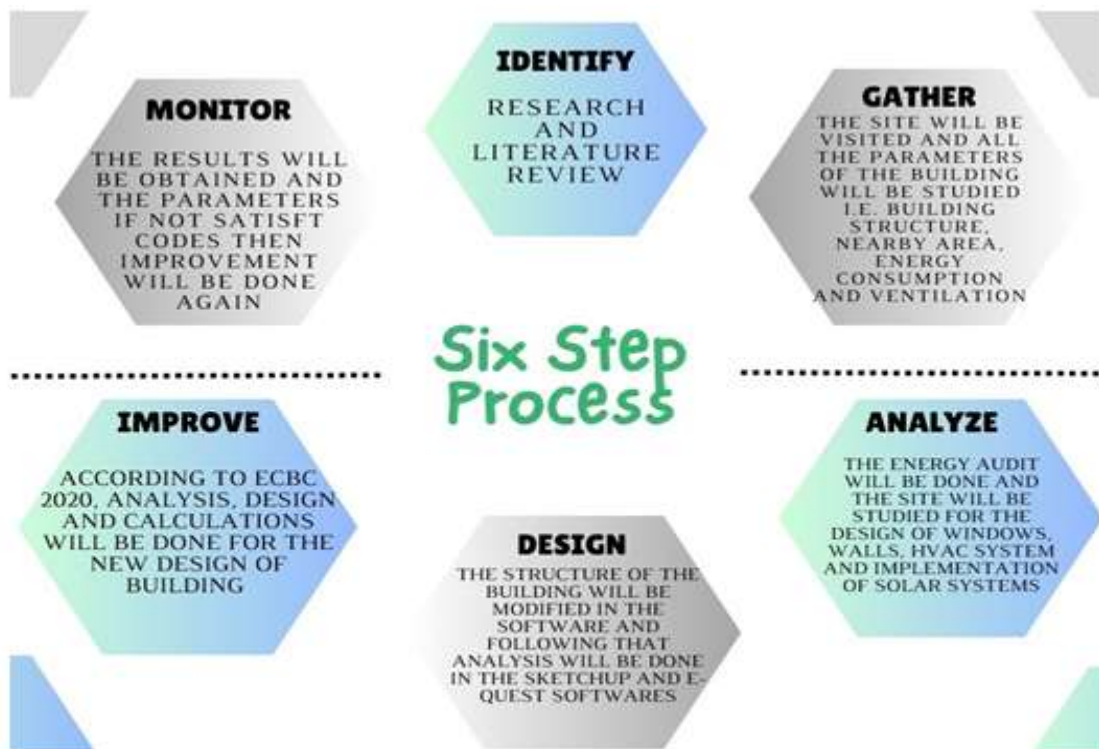 IDENTIFY
RESEARCH
AND
LITERATURE
REVIEW
GATHER
THE SITE WILL BE
VISITED AND ALL
THE PARAMETERS
OF THE BUILDING
WILL BE STUDIED
I.E. BUILDING
STRUCTURE,
NEARBY AREA,
ENERGY
CONSUMPTION
AND VENTILATION
ANALYZE
THE ENERGY AUDIT
WILL BE DONE AND
THE SITE WILL BE
STUDIED FOR THE
DESIGN OF WINDOWS,
WALLS, HVAC SYSTEM
AND IMPLEMENTATION
OF SOLAR SYSTEMS
DESIGN
THE STRUCTURE OF THE
BUILDING WILL BE
MODIFIED IN THE
SOFTWARE AND
FOLLOWING THAT
ANALYSIS WILL BE DONE
IN THE SKETCHUP AND E-
QUEST SOFTWARES
IMPROVE
ACCORDING TO ECBC
2020, ANALYSIS, DESIGN
AND CALCULATIONS
WILL BE DONE FOR THE
NEW DESIGN OF
BUILDING
MONITOR
THE RESULTS WILL
BE OBTAINED AND
THE PARAMETERS
IF NOT SATISFT
CODES THEN
IMPROVEMENT
WILL BE DONE
AGAIN
Six Step
Process